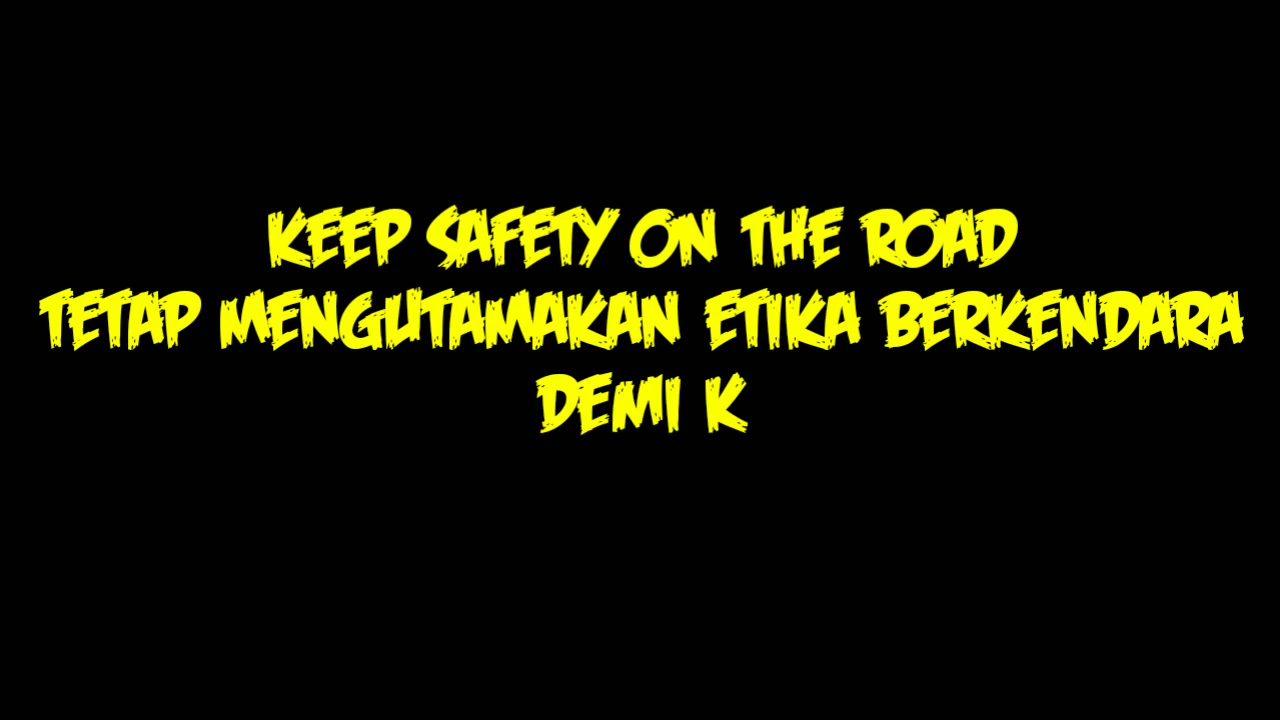 KEEP SAFETY ON THE ROAD
TETAP MENGUTAMAKAN ETIKA BERKENDARA
DEMI K